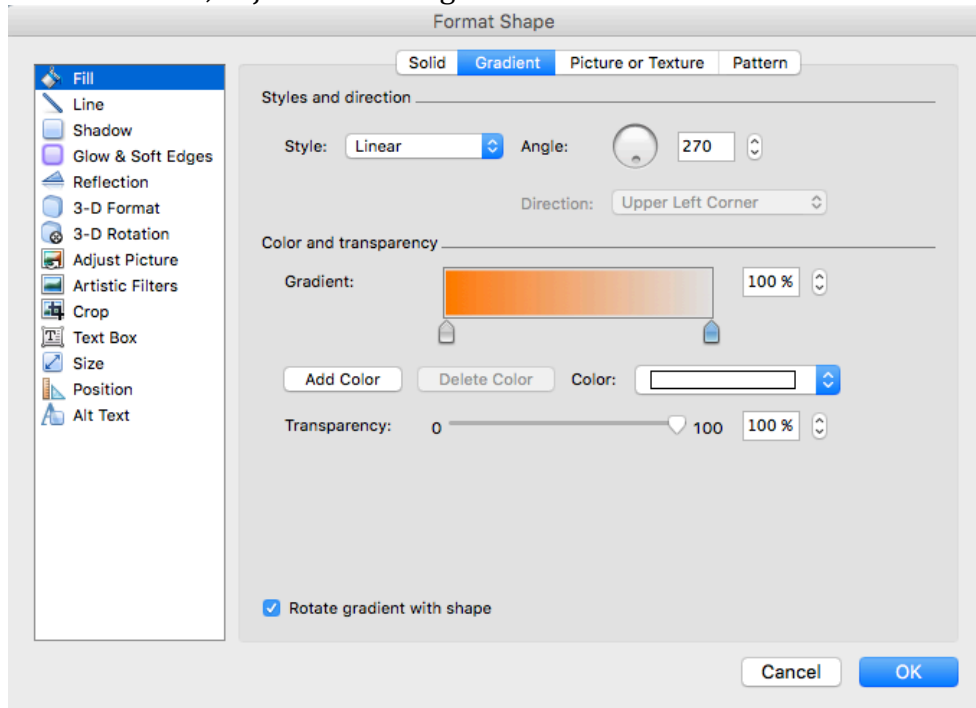 Format Shape
Solid Gradient Picture or Texture Pattern
Fill
Line
Shadow
Glow & Soft Edges
Reflection
3-D Format
3-D Rotation
Adjust Picture
Artistic Filters
Crop
Text Box
Size
Position
Alt Text
Styles and direction
Style: Linear Angle: 270
Direction: Upper Left Corner
Color and transparency
Gradient: 100 %
Add Color Delete Color Color:
Transparency: 0 100 100 %
Rotate gradient with shape
Cancel OK